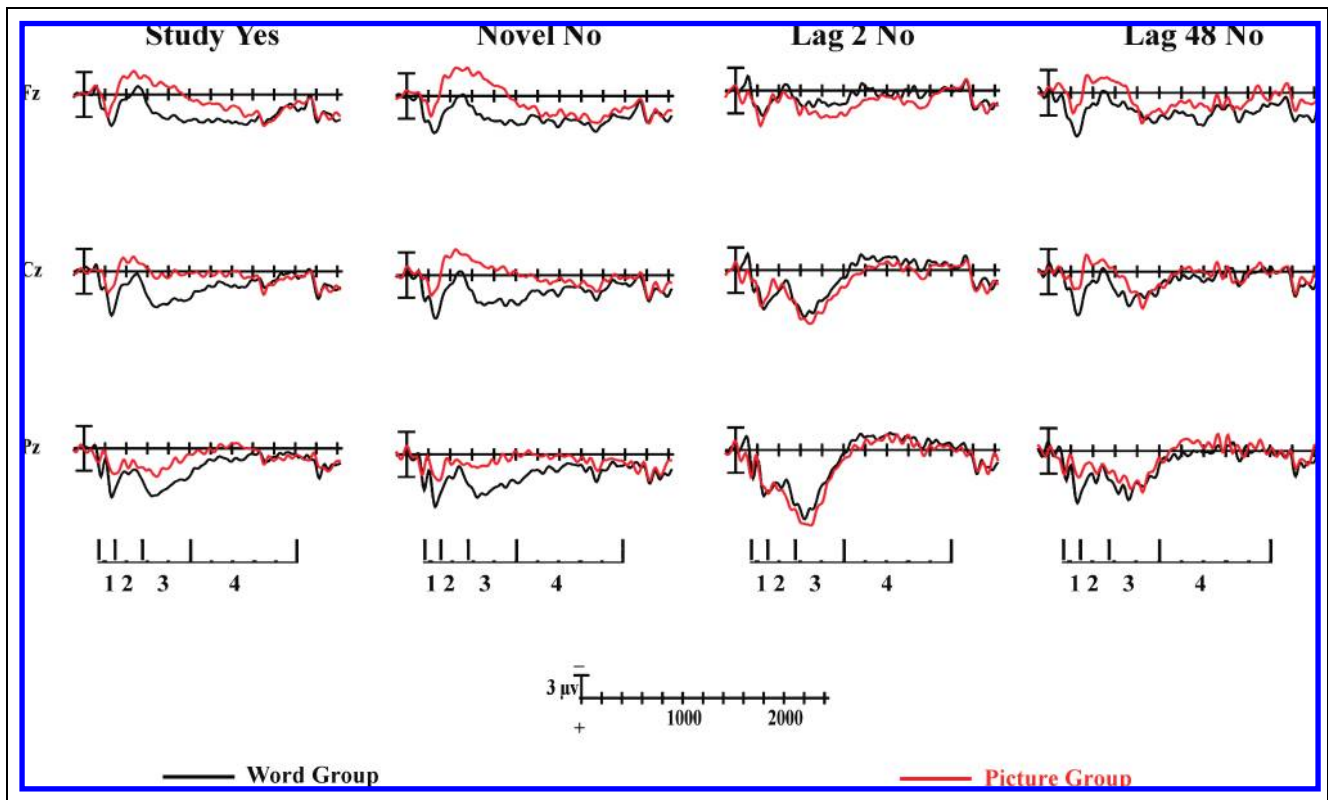 Study Yes Novel No Lag 2 No Lag 48 No
Fz
Cz
Pz
1 2 3 4 1 2 3 4 1 2 3 4 1 2 3 4
–
3 μv
1000 2000
+
Word Group Picture Group